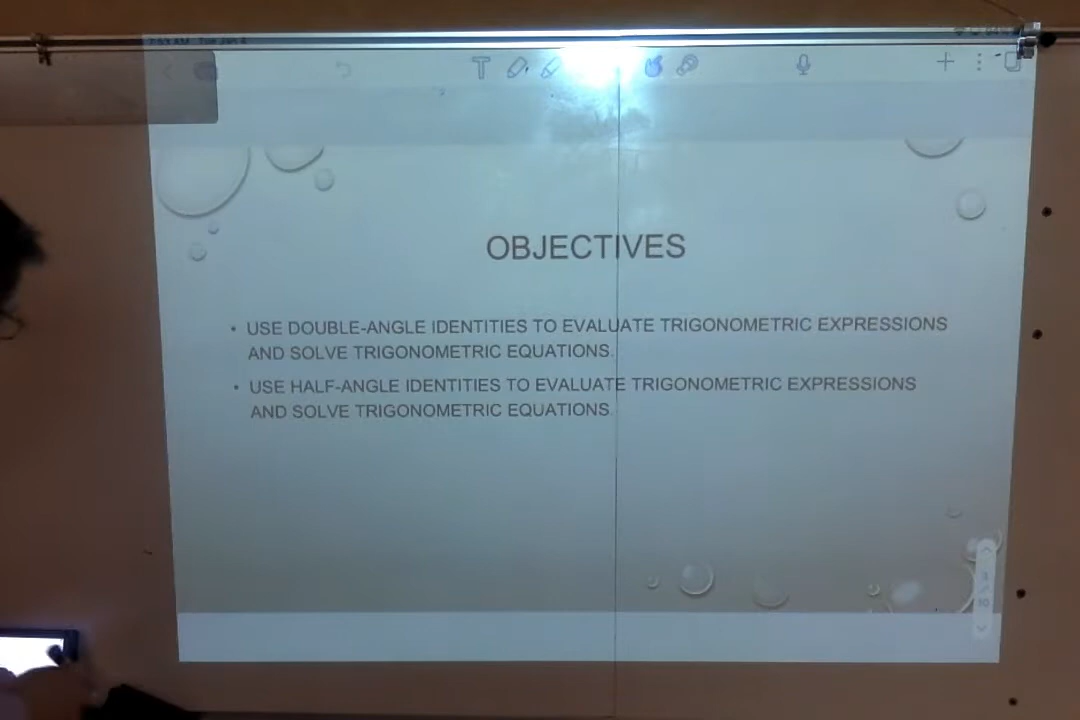 OBJECTIVES
• USE DOUBLE-ANGLE IDENTITIES TO EVALUATE TRIGONOMETRIC EXPRESSIONS
AND SOLVE TRIGONOMETRIC EQUATIONS.
• USE HALF-ANGLE IDENTITIES TO EVALUATE TRIGONOMETRIC EXPRESSIONS
AND SOLVE TRIGONOMETRIC EQUATIONS